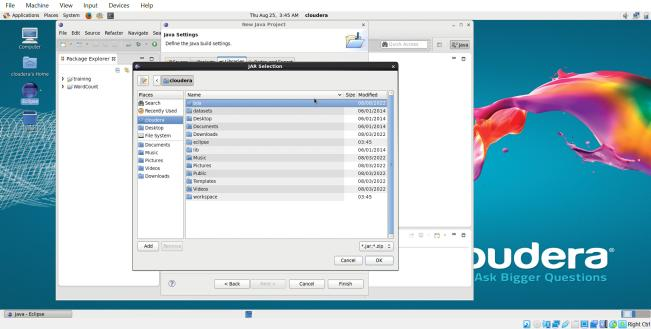 File Machine View Input Devices Help
Applications Places System Thu Aug 25, 3:45 AM cloudera
Computer
cloudera's Home
Eclipse
New Java Project
File Edit Source Refactor Navigate Sea
Java Settings
Define the Java build settings.
Quick Access
Java
Package Explorer
training
WordCount
JAR Selection
cloudera
Places
Search
Recently Used
cloudera
Desktop
File System
Documents
Music
Pictures
Videos
Downloads
Name Size Modified
08/08/2022
datasets 06/01/2014
Desktop 06/01/2014
Documents 06/01/2014
Downloads 08/01/2022
eclipse 03:45
lib 06/01/2014
Music 08/03/2022
Pictures 08/03/2022
Public 08/03/2022
Templates 08/03/2022
Videos 08/03/2022
workspace 03:45
Add Remove *.jar;*.zip
Cancel OK
< Back Next > Cancel Finish
oudera
Ask Bigger Questions
Java - Eclipse
Right Ctrl